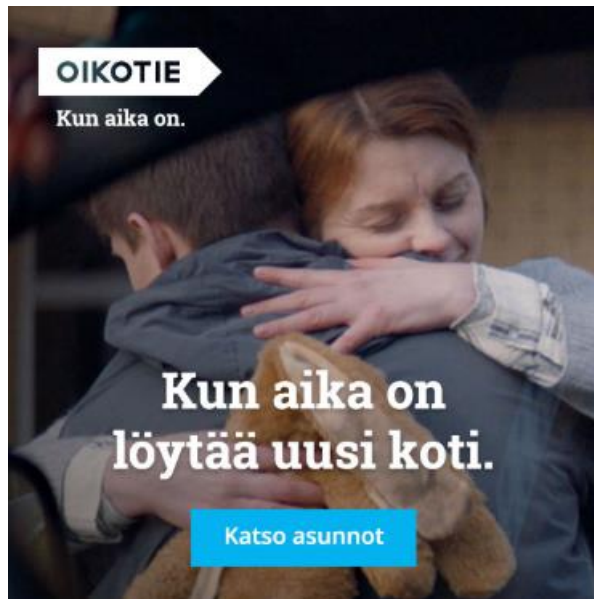 OIKOTIE
Kun aika on.
Kun aika on
löytää uusi koti.
Katso asunnot